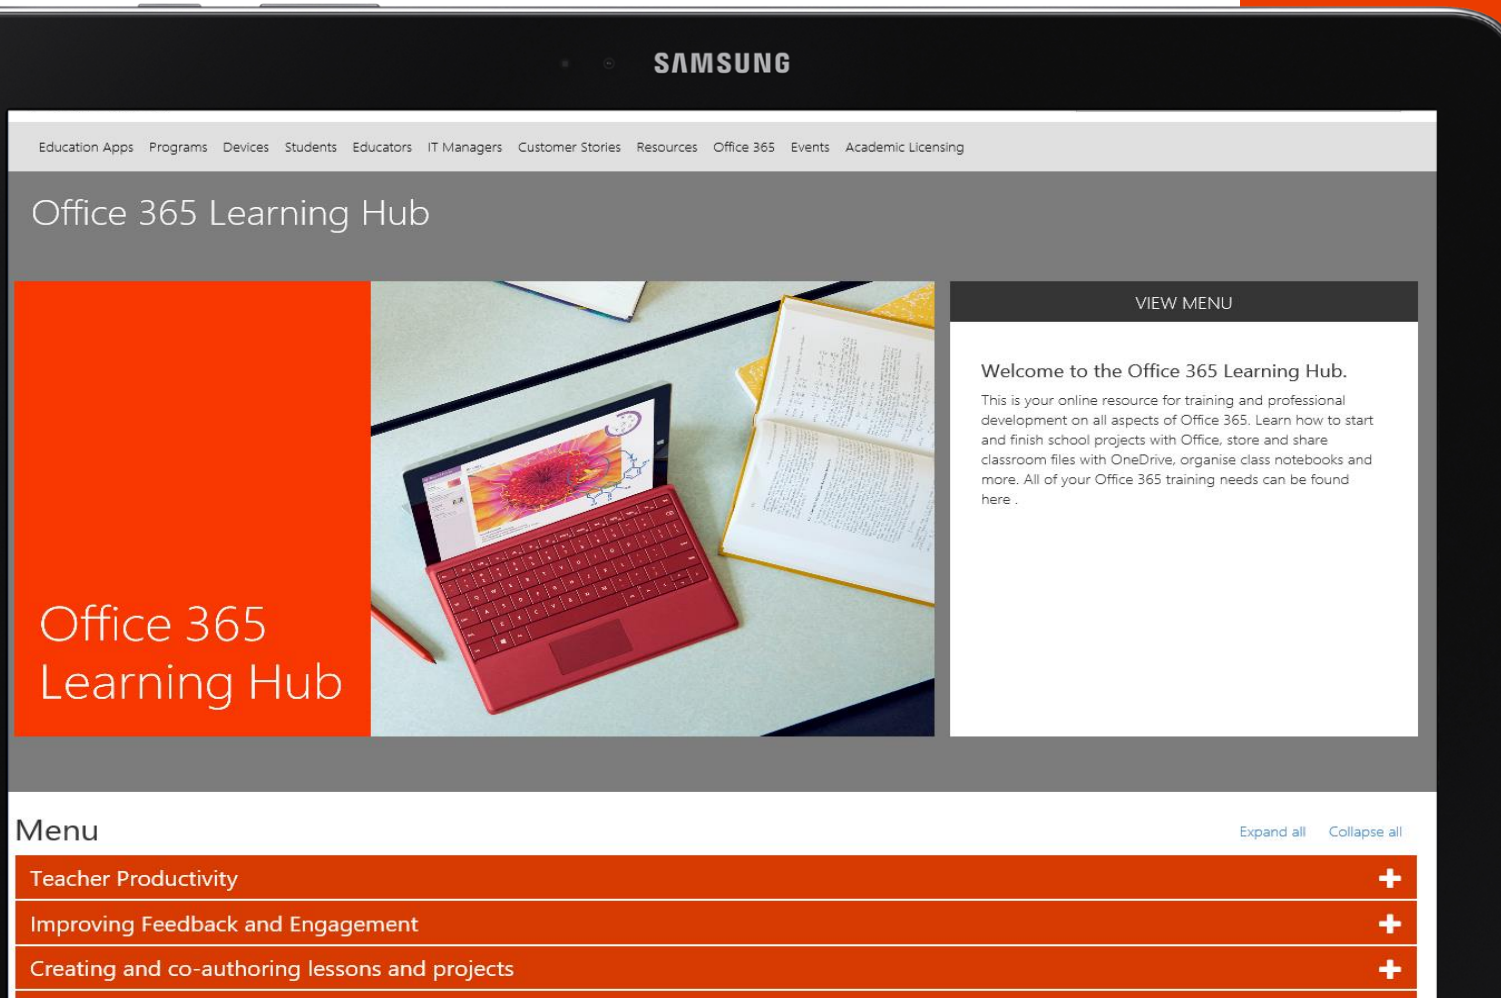 SAMSUNG
Education Apps Programs Devices Students Educators IT Managers Customer Stories Resources Office 365 Events Academic Licensing
Office 365 Learning Hub
Office 365
Learning Hub
VIEW MENU
Welcome to the Office 365 Learning Hub.
This is your online resource for training and professional
development on all aspects of Office 365. Learn how to start
and finish school projects with Office, store and share
classroom files with OneDrive, organise class notebooks and
more. All of your Office 365 training needs can be found
here .
Menu
Expand all Collapse all
Teacher Productivity
Improving Feedback and Engagement
Creating and co-authoring lessons and projects